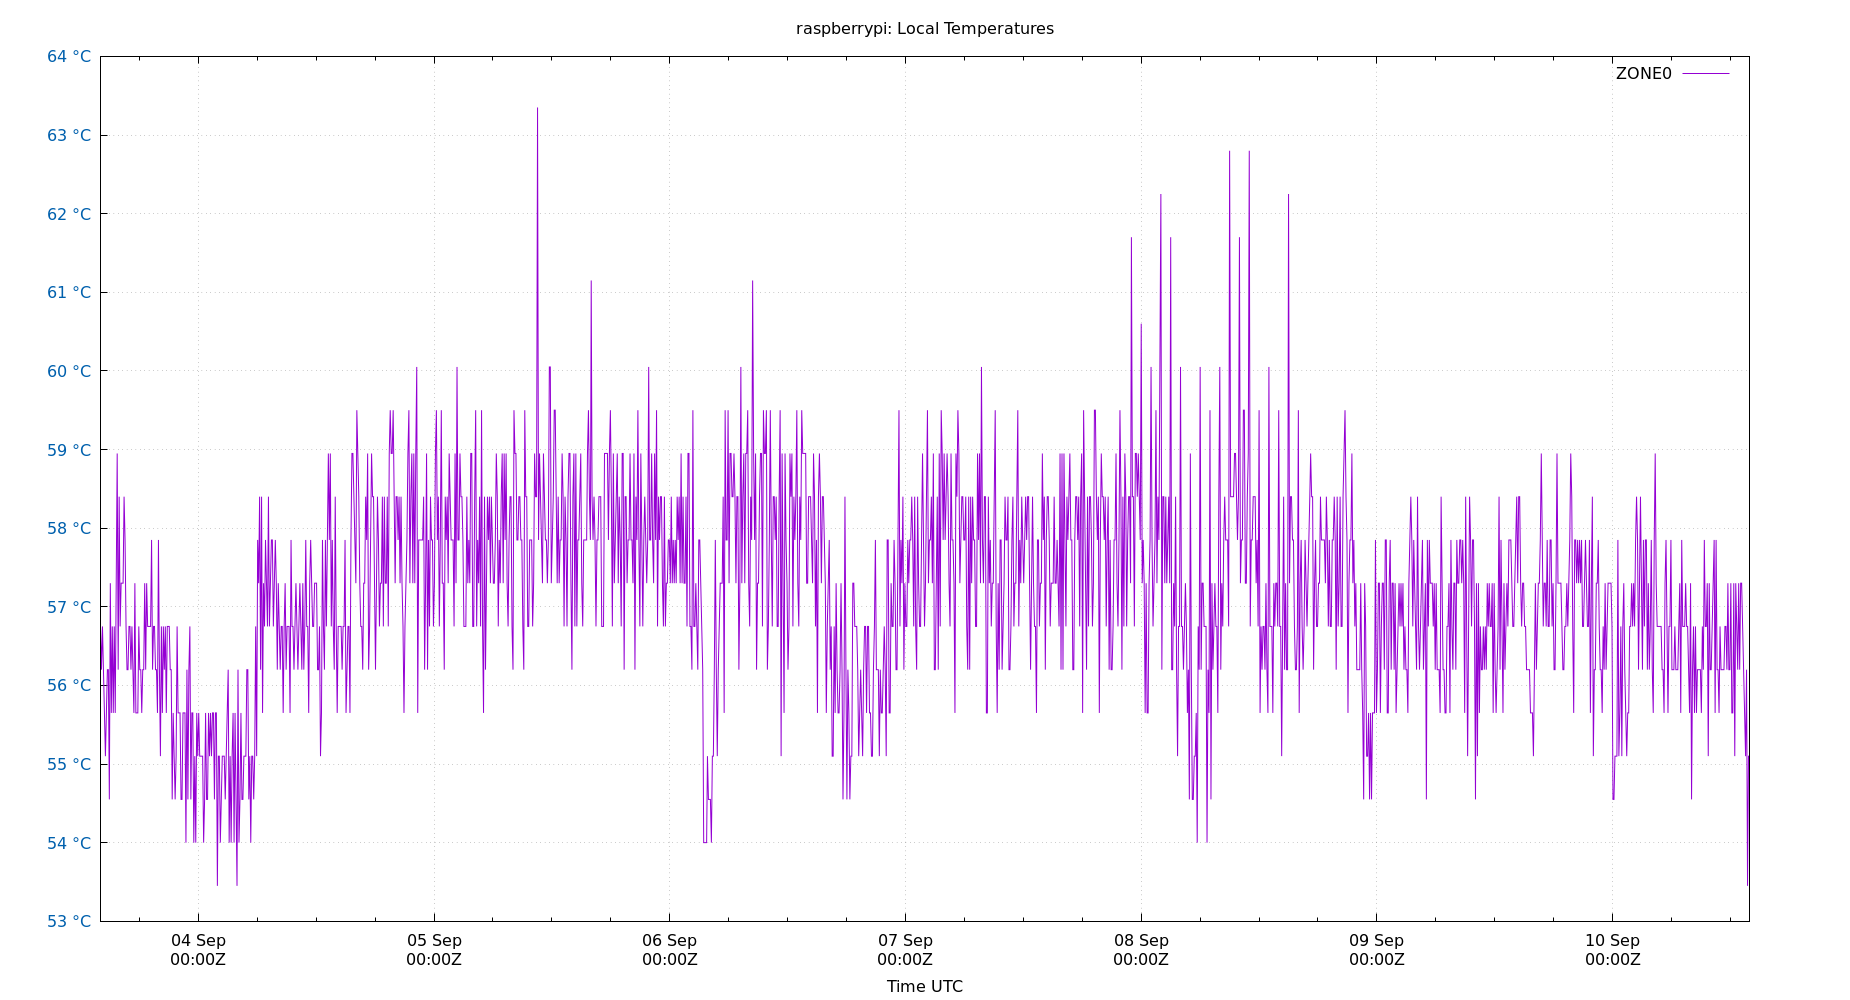 raspberrypi: Local Temperatures
64 °C
ZONE0
63 °C
62 °C
61 °C
60 °C
59 °C
58 °C
57 °C
56 °C
55 °C
54 °C
53 °C
04 Sep 05 Sep 06 Sep 07 Sep 08 Sep 09 Sep 10 Sep
00:00Z 00:00Z 00:00Z 00:00Z 00:00Z 00:00Z 00:00Z
Time UTC